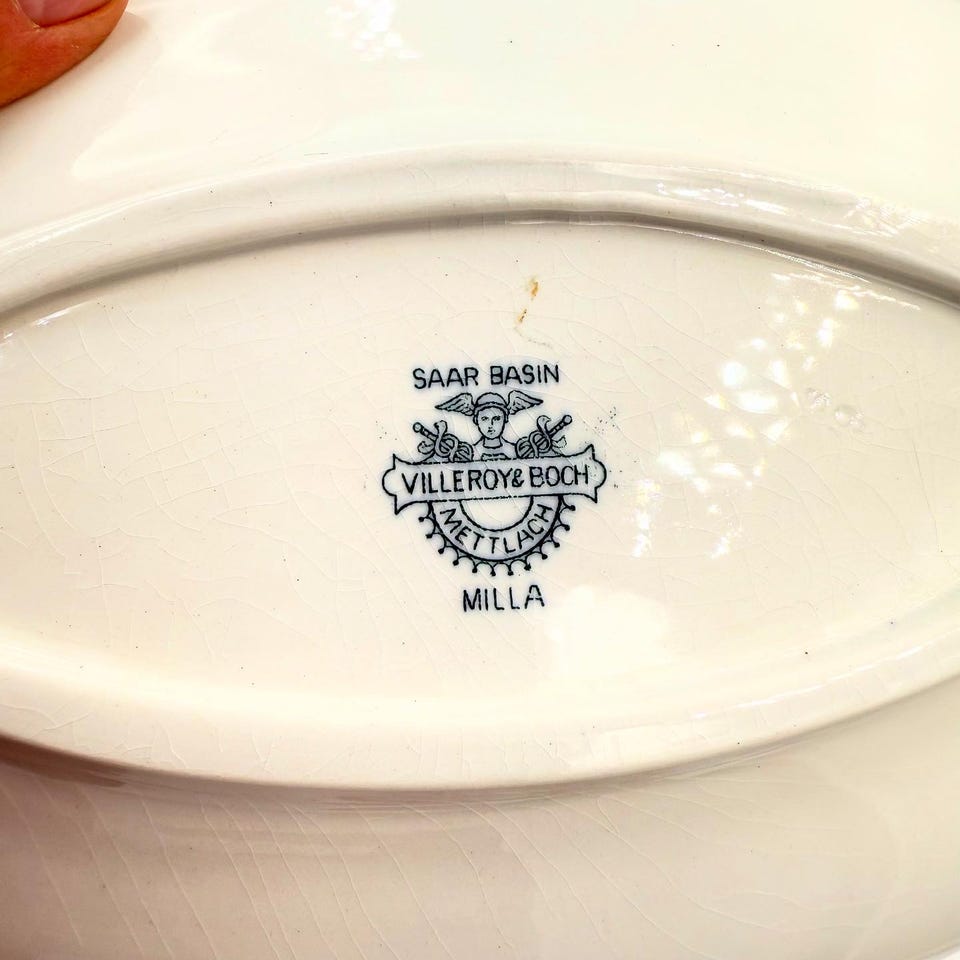 SAAR BASIN
VILLEROY & BOCH
METTLACH
MILLA